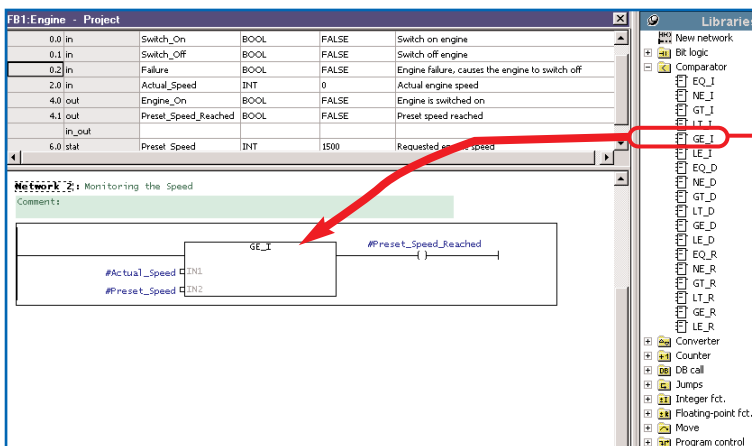 FB1:Engine - Project
0.0 in Switch_On BOOL FALSE Switch on engine
0.1 in Switch_Off BOOL FALSE Switch off engine
0.2 in Failure BOOL FALSE Engine failure, causes the engine to switch off
2.0 in Actual_Speed INT 0 Actual engine speed
4.0 out Engine_On BOOL FALSE Engine is switched on
4.1 out Preset_Speed_Reached BOOL FALSE Preset speed reached
in_out
6.0 stat Preset_Speed INT 1500 Requested engine speed
Network 2: Monitoring the Speed
Comment:
GE_I
#Preset_Speed_Reached
#Actual_Speed IN1
#Preset_Speed IN2
Libraries
New network
Bit logic
Comparator
EQ_I
NE_I
GT_I
LT_I
GE_I
LE_I
EQ_D
NE_D
GT_D
LT_D
GE_D
LE_D
EQ_R
NE_R
GT_R
LT_R
GE_R
LE_R
Converter
Counter
DB call
Jumps
Integer fct.
Floating-point fct.
Move
Program control